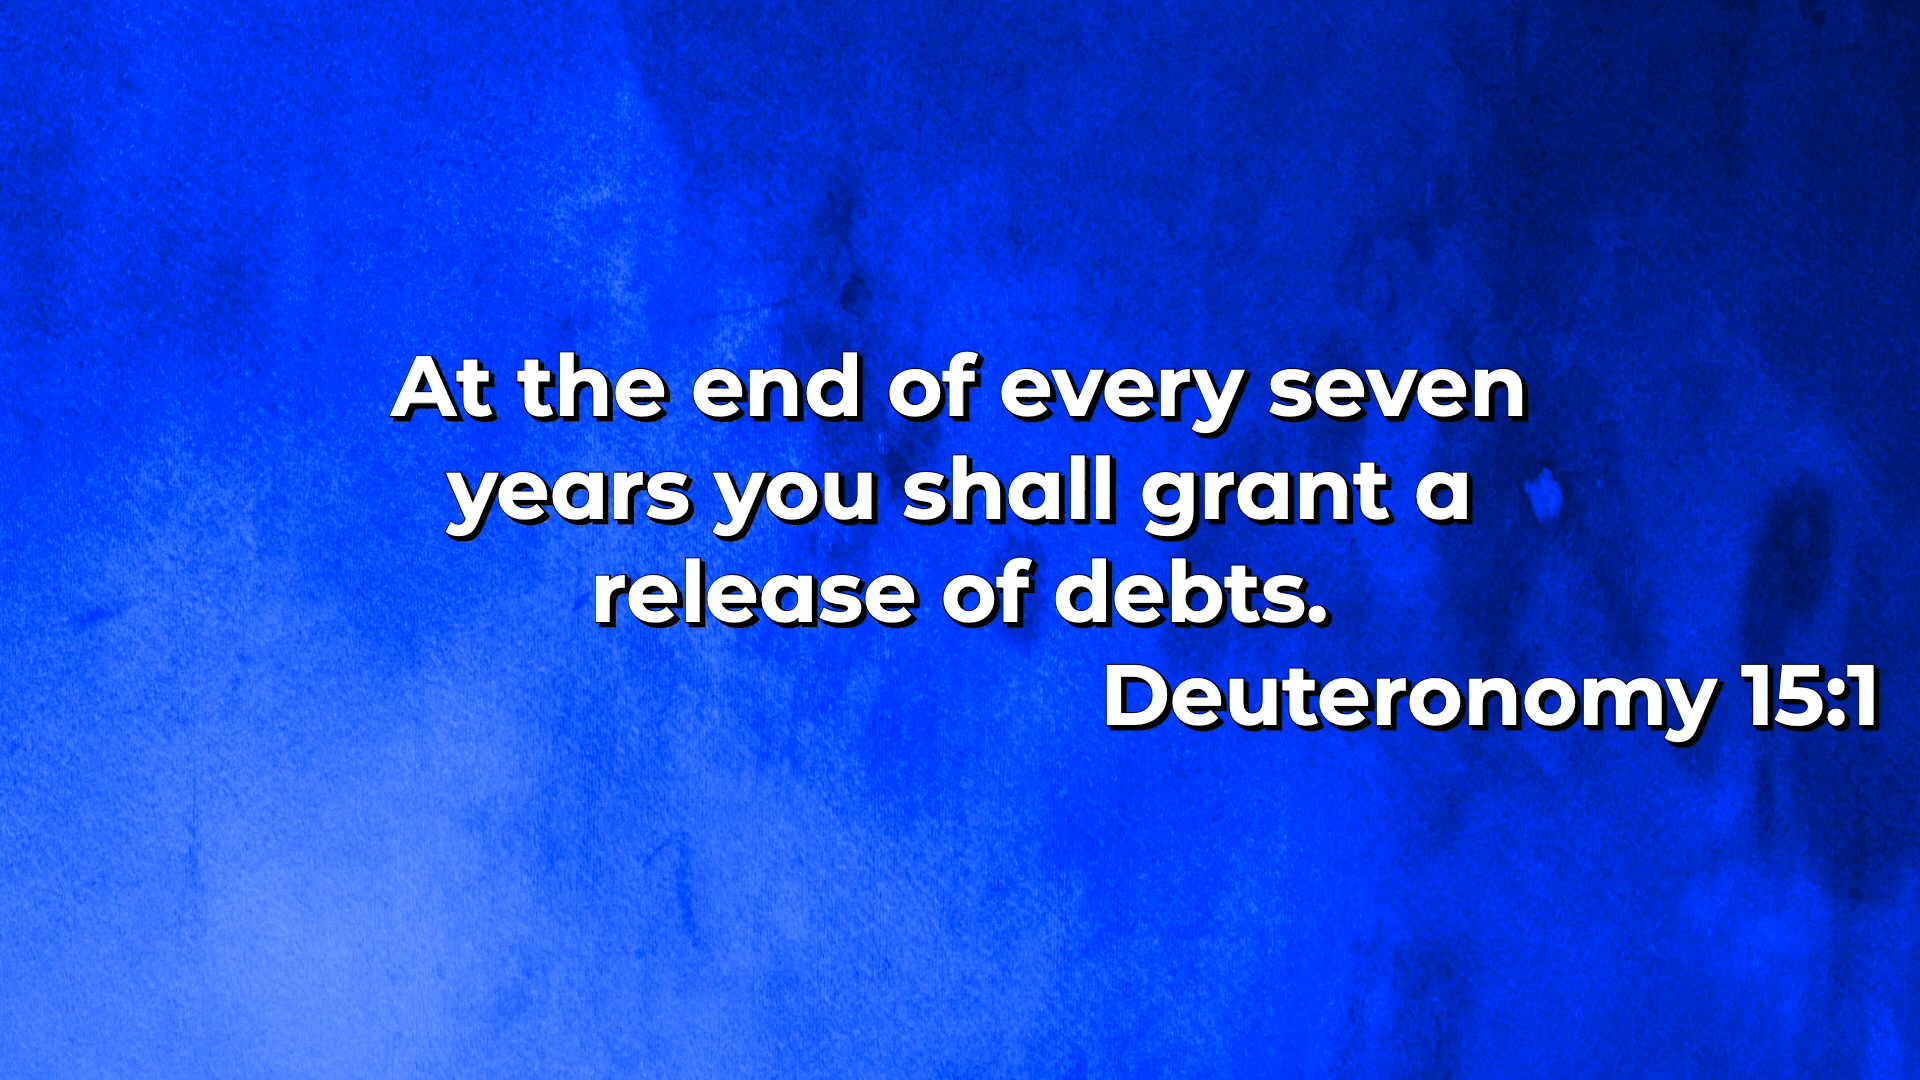 At the end of every seven
years you shall grant a
release of debts.
Deuteronomy 15:1